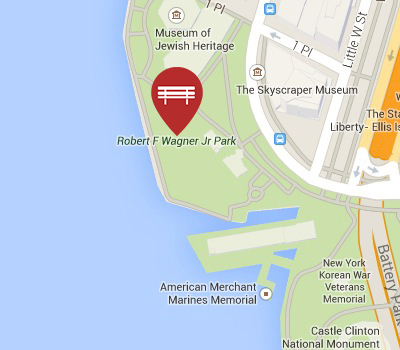 Museum of
Jewish Heritage
1 Pl
1 Pl
Little W St
The Skyscraper Museum
The Sta
Liberty- Ellis Is
Robert F Wagner Jr Park
American Merchant
Marines Memorial
New York
Korean War
Veterans
Memorial
Battery Park
Castle Clinton
National Monument